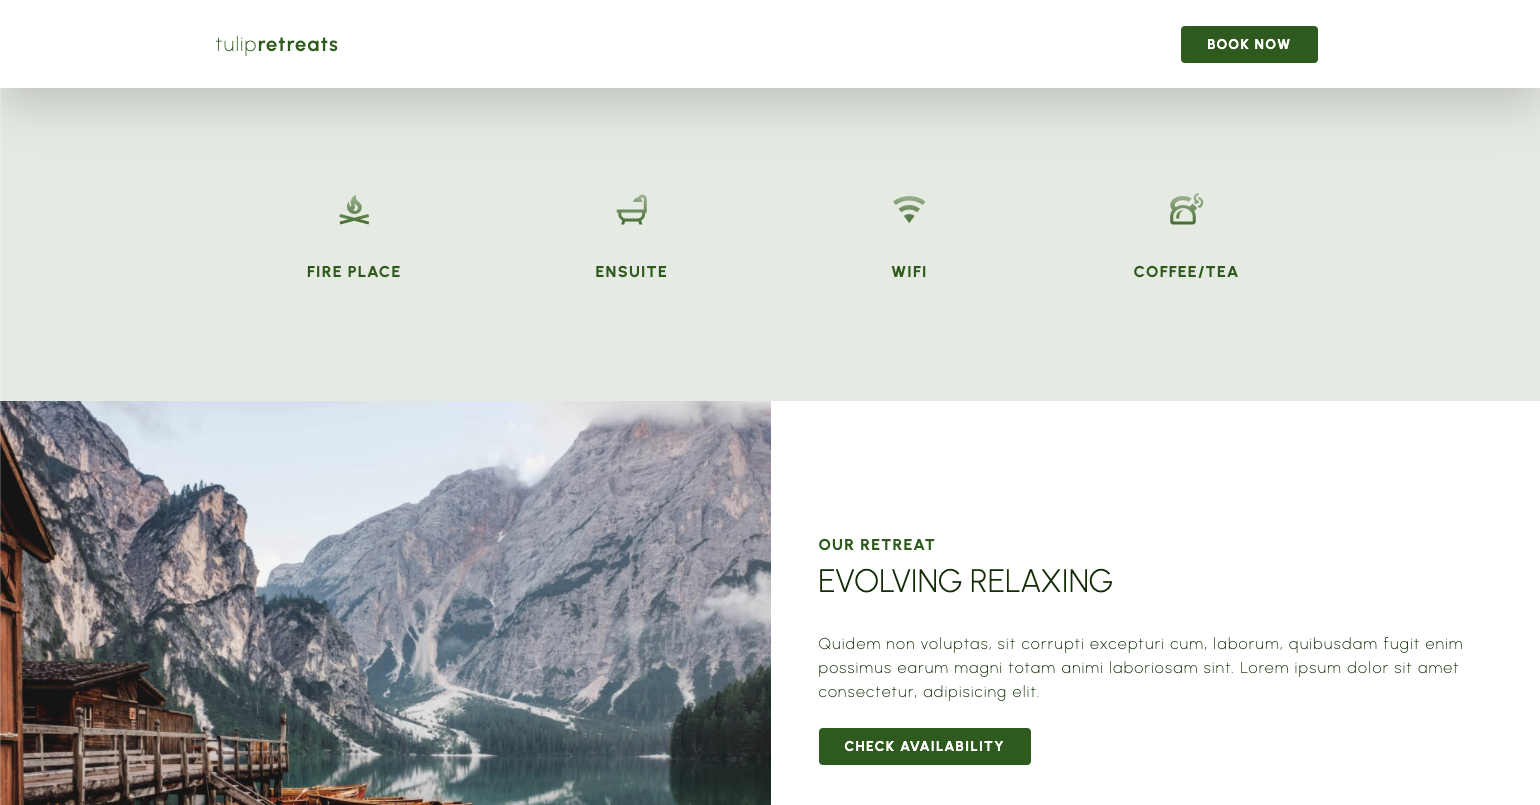 tulipretreats
BOOK NOW
FIRE PLACE
ENSUITE
WIFI
COFFEE/TEA
OUR RETREAT
EVOLVING RELAXING
Quidem non voluptas, sit corrupti excepturi cum, laborum, quibusdam fugit enim
possimus earum magni totam animi laboriosam sint. Lorem ipsum dolor sit amet
consectetur, adipisicing elit.
CHECK AVAILABILITY